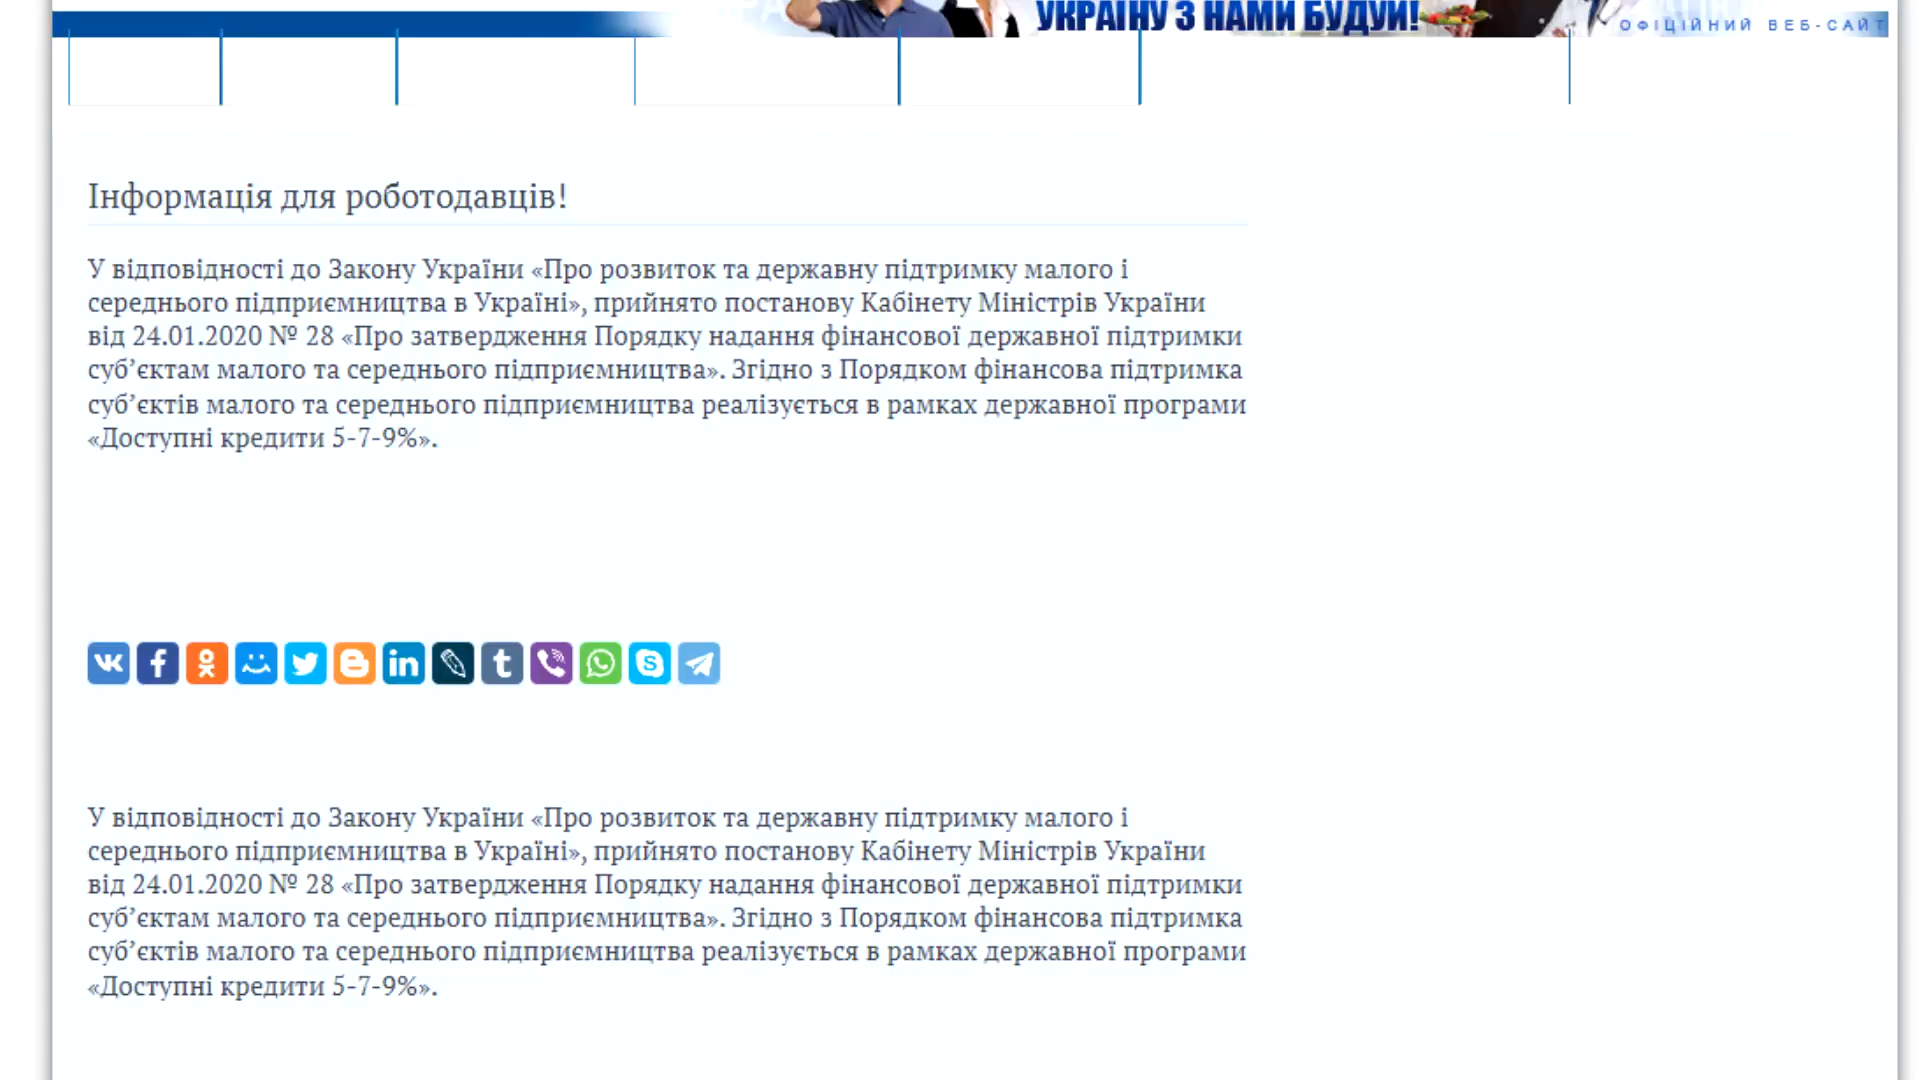 УКРАЇНУ З НАМИ БУДУЙ!
ОФІЦІЙНИЙ ВЕБ-САЙТ
Інформація для роботодавців!
У відповідності до Закону України «Про розвиток та державну підтримку малого і
середнього підприємництва в Україні», прийнято постанову Кабінету Міністрів України
від 24.01.2020 № 28 «Про затвердження Порядку надання фінансової державної підтримки
суб’єктам малого та середнього підприємництва». Згідно з Порядком фінансова підтримка
суб’єктів малого та середнього підприємництва реалізується в рамках державної програми
«Доступні кредити 5-7-9%».
У відповідності до Закону України «Про розвиток та державну підтримку малого і
середнього підприємництва в Україні», прийнято постанову Кабінету Міністрів України
від 24.01.2020 № 28 «Про затвердження Порядку надання фінансової державної підтримки
суб’єктам малого та середнього підприємництва». Згідно з Порядком фінансова підтримка
суб’єктів малого та середнього підприємництва реалізується в рамках державної програми
«Доступні кредити 5-7-9%».